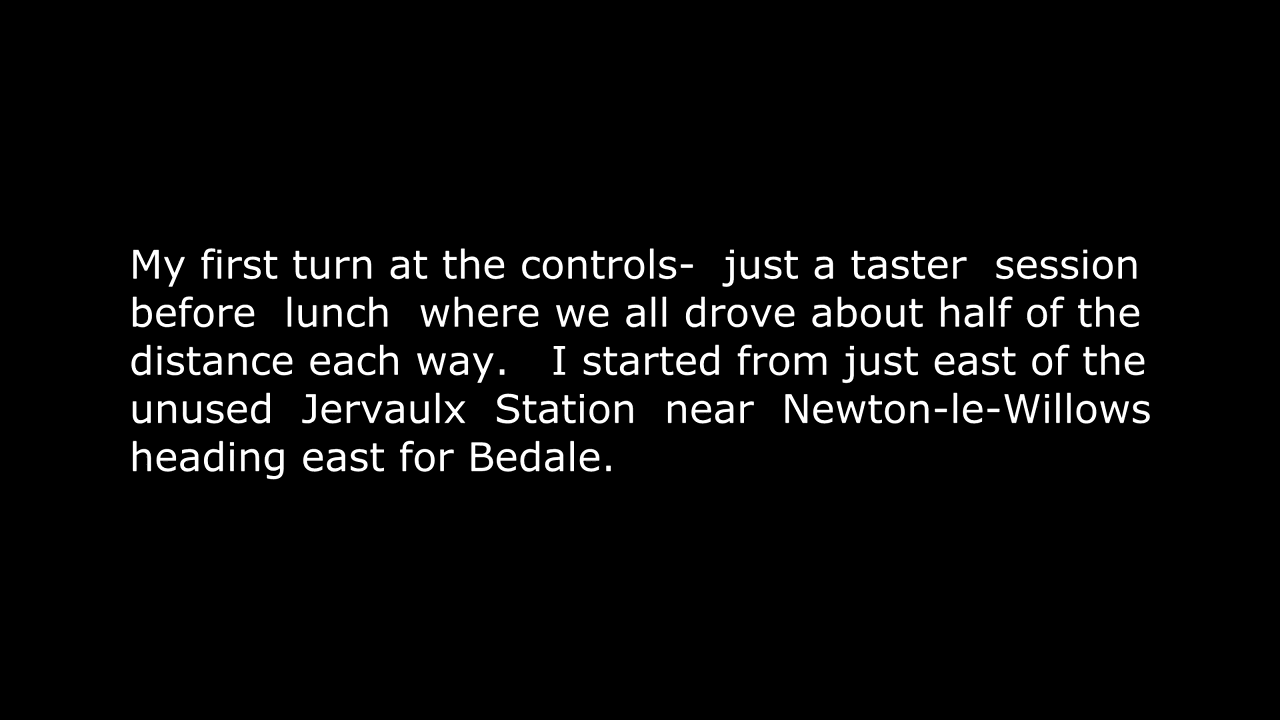 My first turn at the controls-  just a taster  session
before  lunch  where we all drove about half of the
distance each way.   I started from just east of the
unused  Jervaulx  Station  near  Newton-le-Willows
heading east for Bedale.